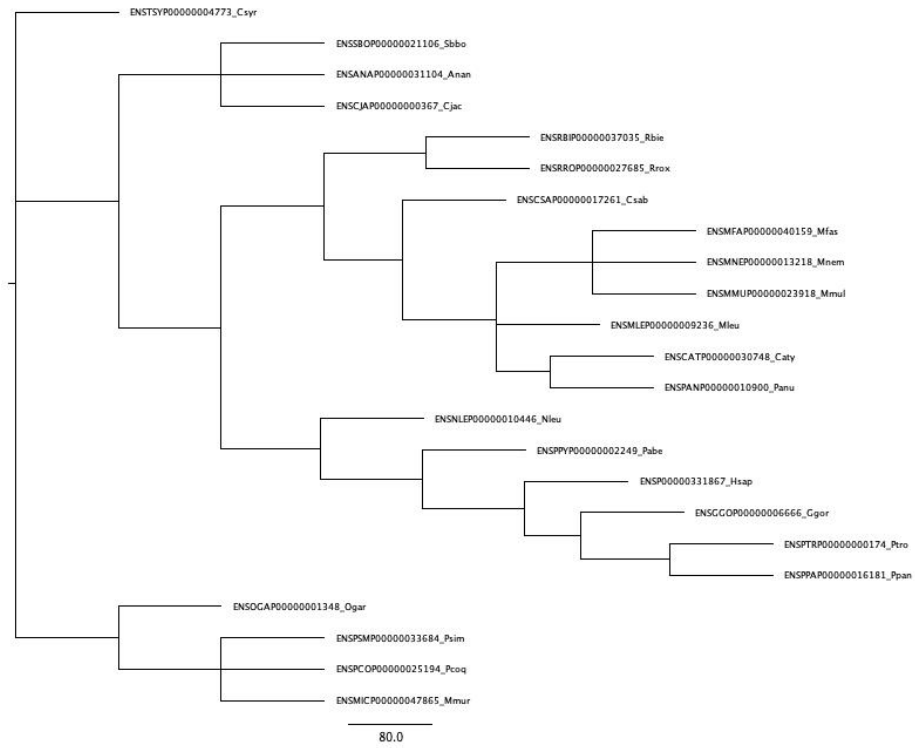 ENSTSYP00000004773_Csyr
ENSSBOP00000021106_Sbbo
ENSANAP00000031104_Anan
ENSCJAP00000000367_Cjac
ENSRBIP00000037035_Rbie
ENSRROP00000027685_Rrox
ENSCSAP00000017261_Csab
ENSMFAP00000040159_Mfas
ENSMNEP00000013218_Mnem
ENSMMUP00000023918_Mmul
ENSMLEP00000009236_Mleu
ENSCATP00000030748_Caty
ENSPANP00000010900_Panu
ENSNLEP00000010446_Nleu
ENSPPYP00000002249_Pabe
ENSP00000331867_Hsap
ENSGGOP00000006666_Ggor
ENSPTRP00000000174_Ptro
ENSPPAP00000016181_Ppan
ENSOGAP00000001348_Ogar
ENSPSMP00000033684_Psim
ENSPCOP00000025194_Pcoq
ENSMICP00000047865_Mmur
80.0